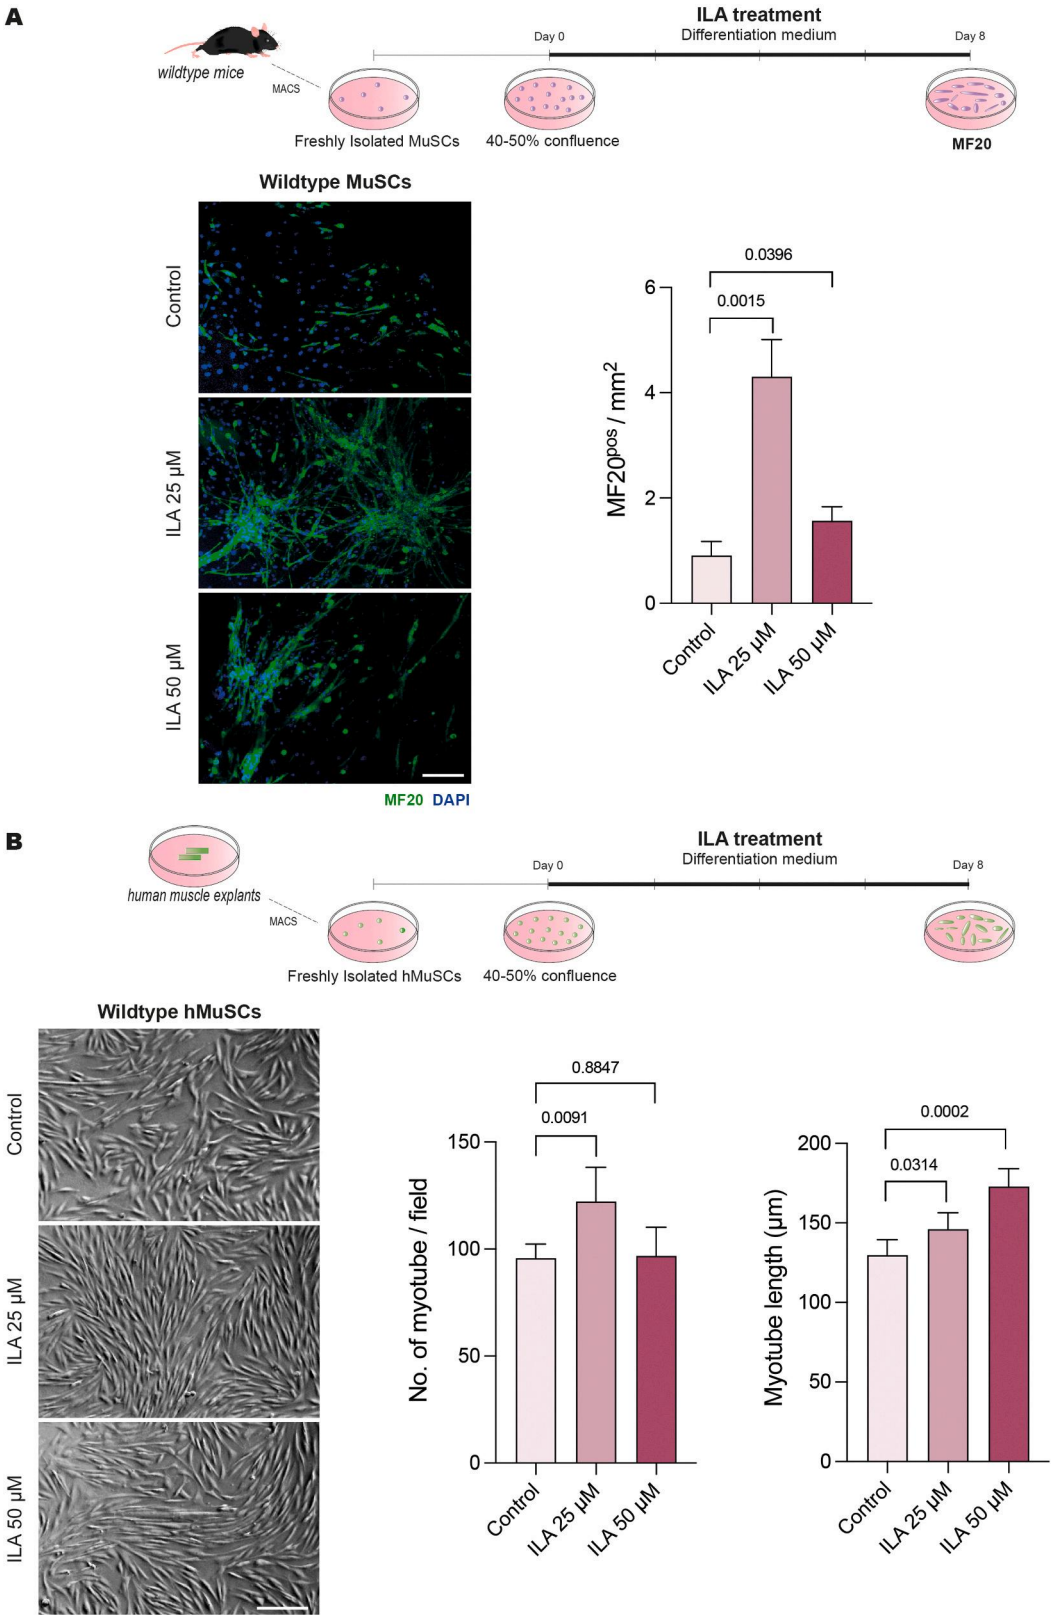 A
ILA treatment
Differentiation medium
Day 0
Day 8
wildtype mice
MACS
Freshly Isolated MuSCs
40-50% confluence
MF20
Wildtype MuSCs
Control
ILA 25 µM
ILA 50 µM
MF20 DAPI
0.0396
0.0015
MF20pos / mm2
6
4
2
0
Control
ILA 25 µM
ILA 50 µM
B
ILA treatment
Differentiation medium
Day 0
Day 8
human muscle explants
MACS
Freshly Isolated hMuSCs
40-50% confluence
Wildtype hMuSCs
Control
ILA 25 µM
ILA 50 µM
0.8847
0.0091
No. of myotube / field
150
100
50
0
Control
ILA 25 µM
ILA 50 µM
0.0002
0.0314
Myotube length (µm)
200
150
100
50
0
Control
ILA 25 µM
ILA 50 µM